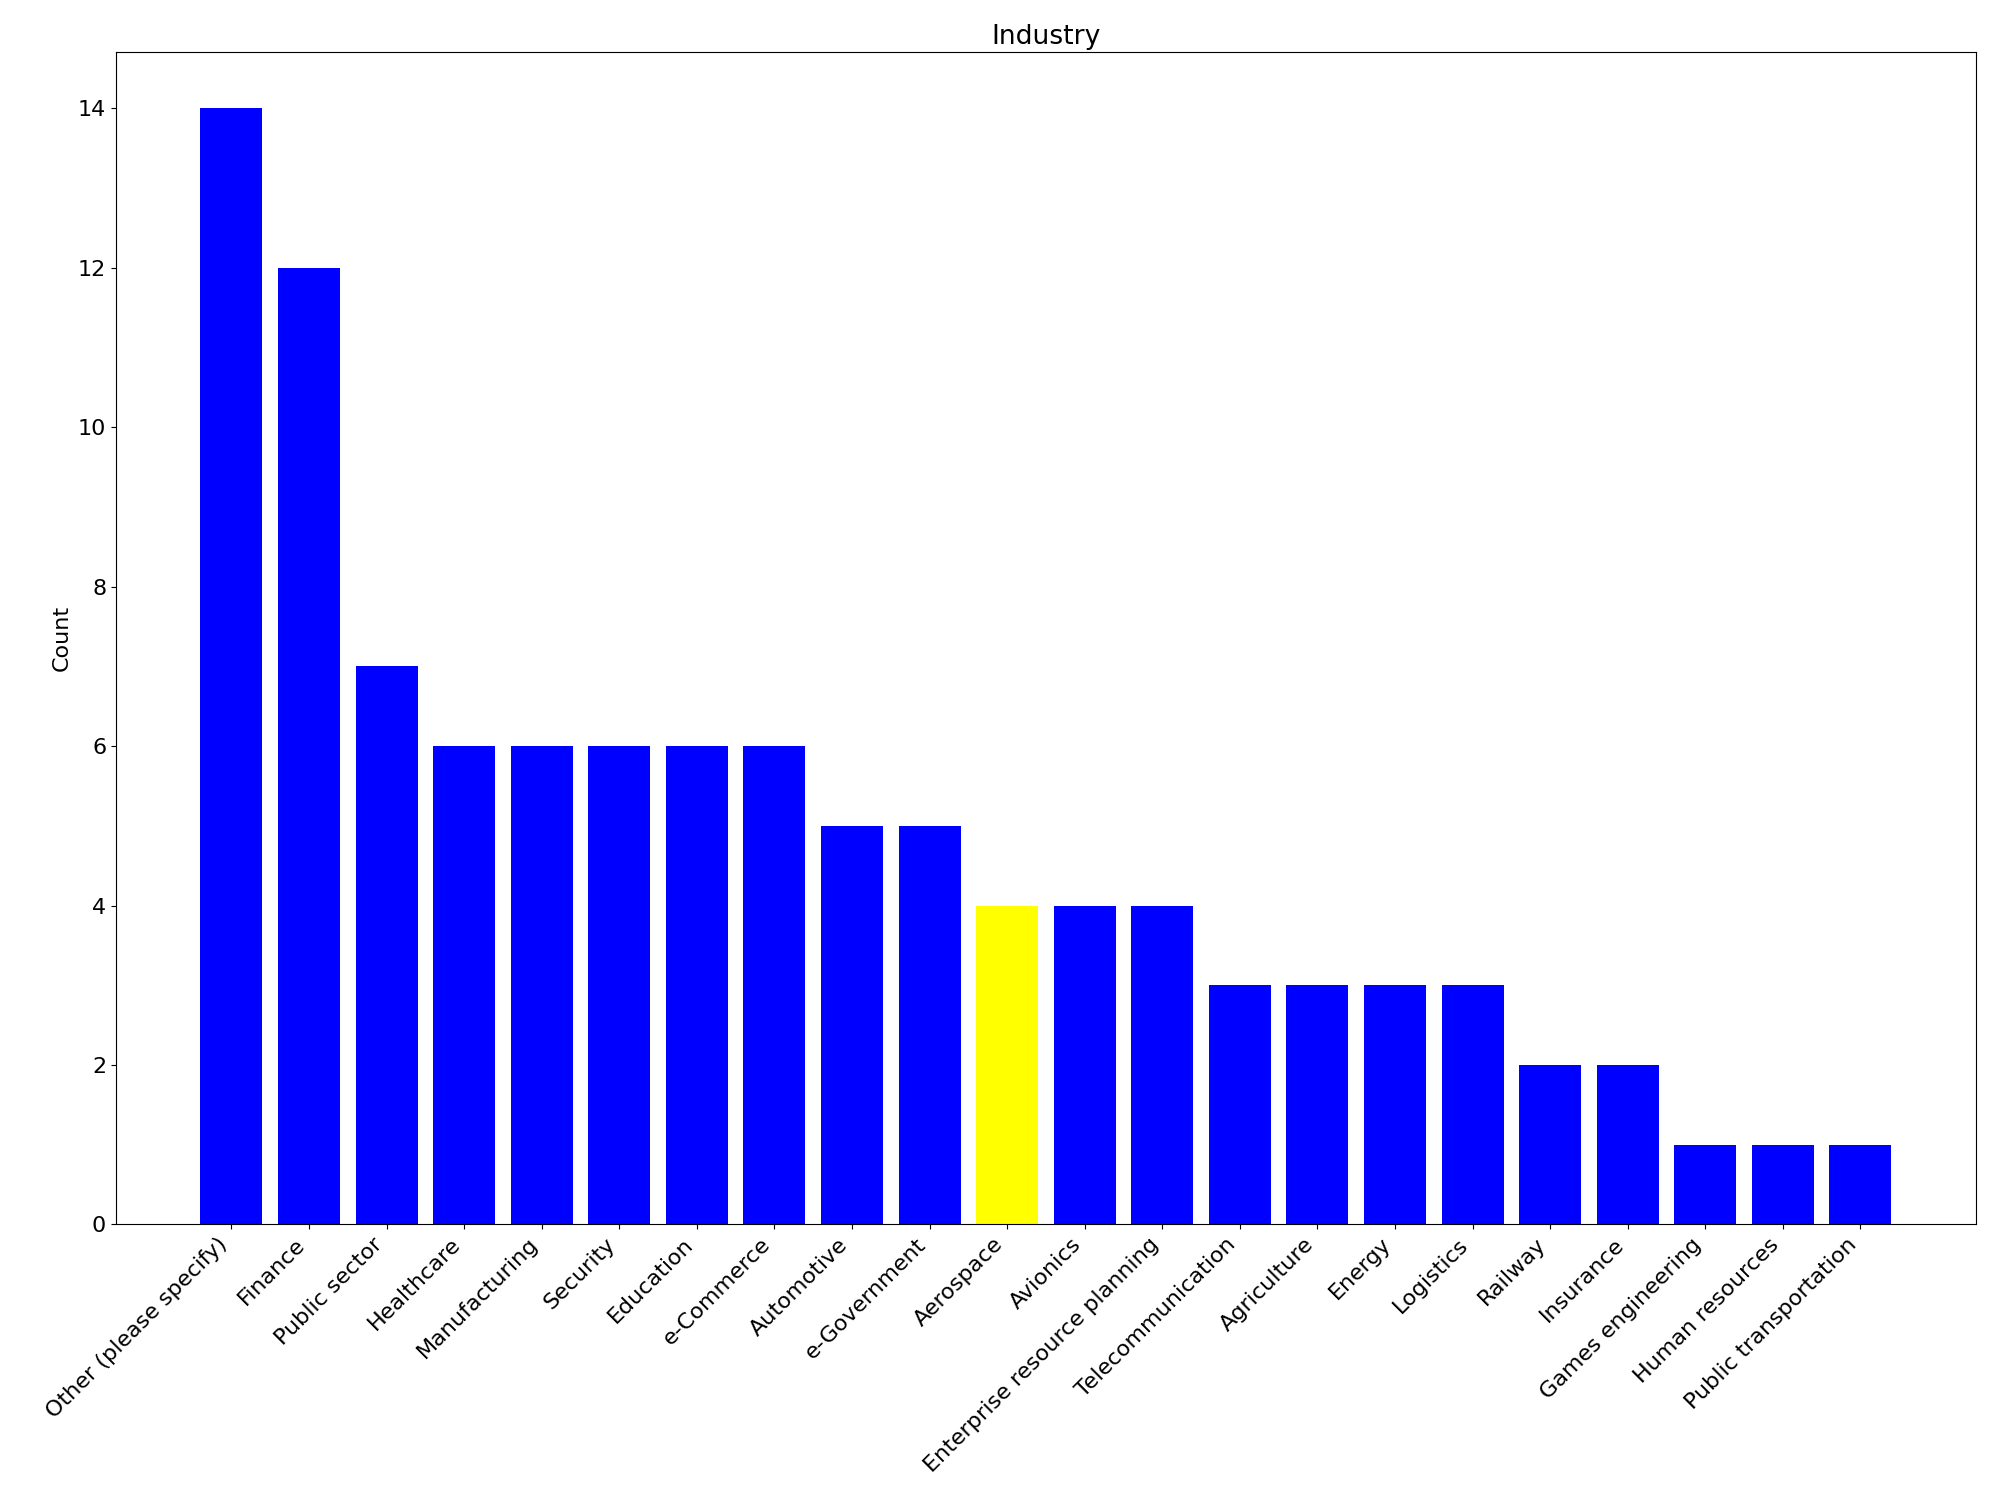 Industry
14
12
10
8
6
4
2
0
Count
Other (please specify)
Finance
Public sector
Healthcare
Manufacturing
Security
Education
e-Commerce
Automotive
e-Government
Aerospace
Avionics
Enterprise resource planning
Telecommunication
Agriculture
Energy
Logistics
Railway
Insurance
Games engineering
Human resources
Public transportation